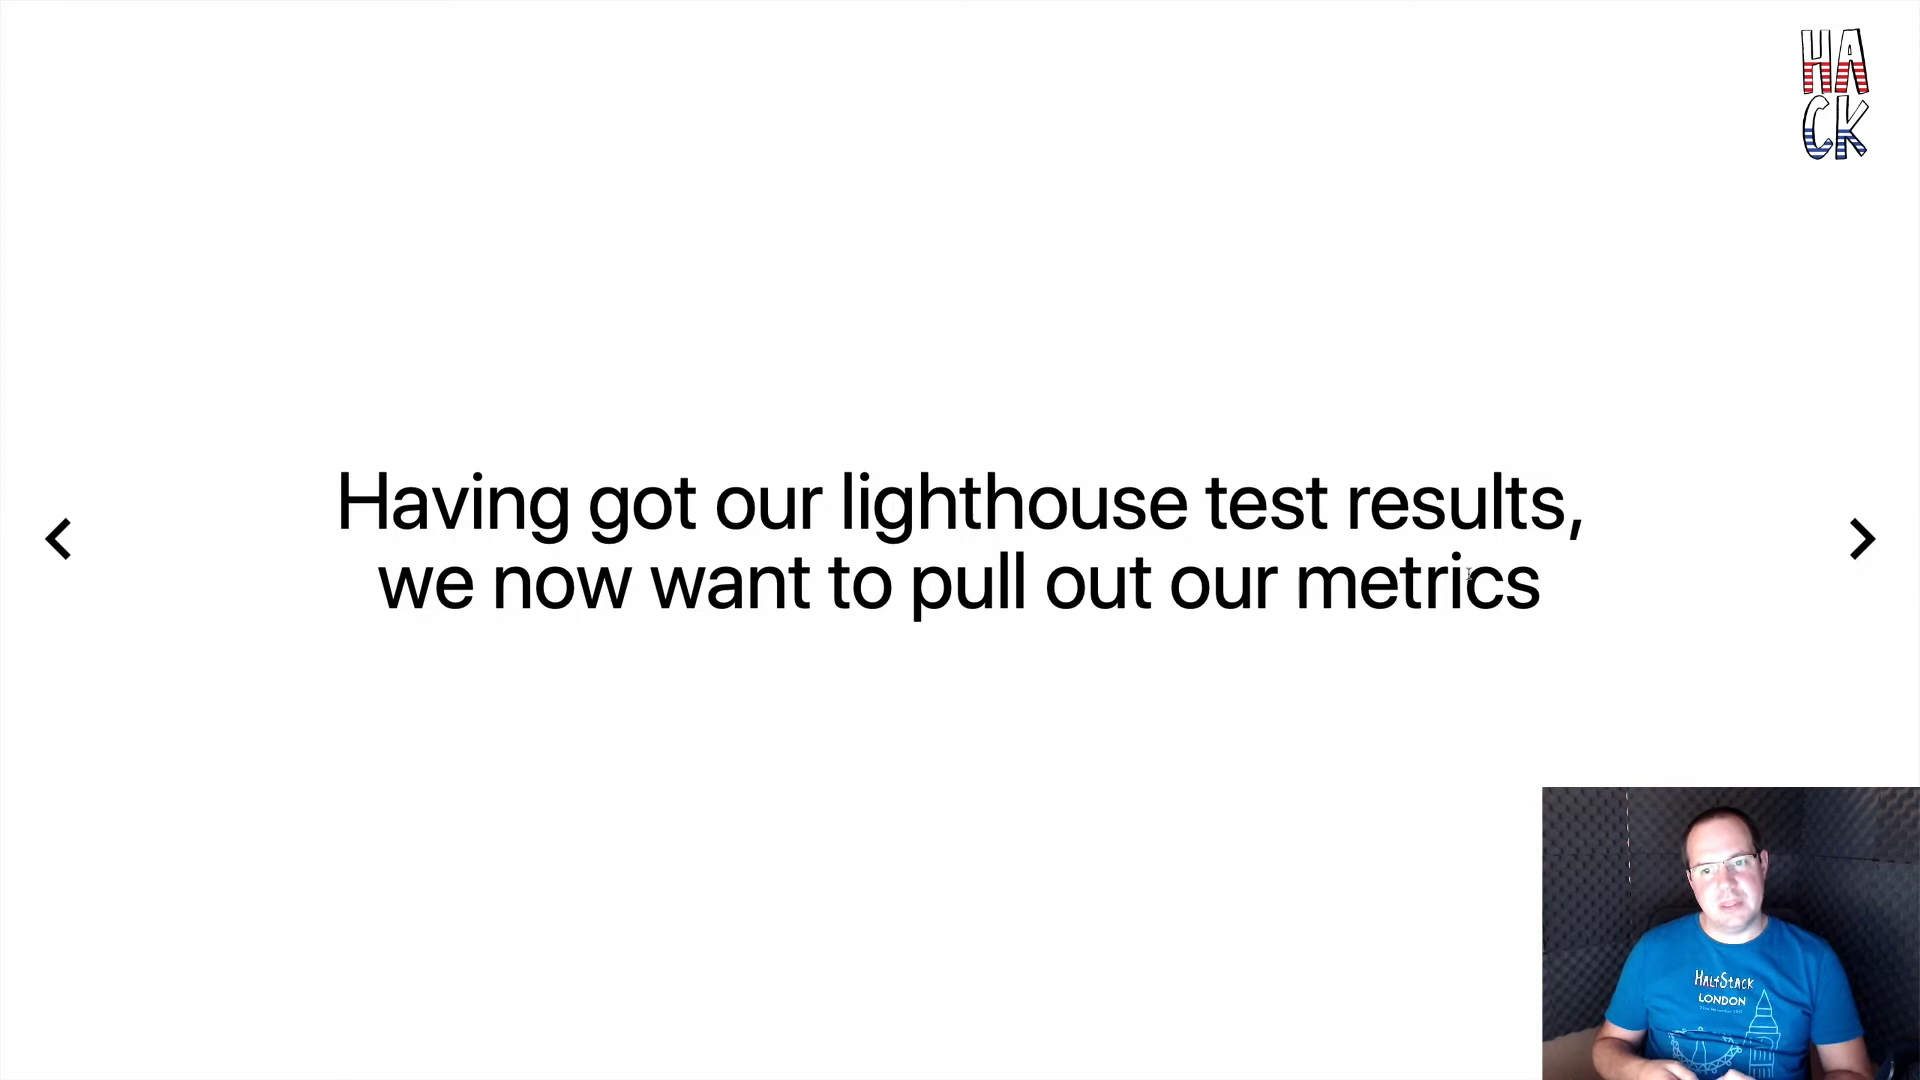 HA
CK
Having got our lighthouse test results,
we now want to pull out our metrics
HALFSTACK
LONDON